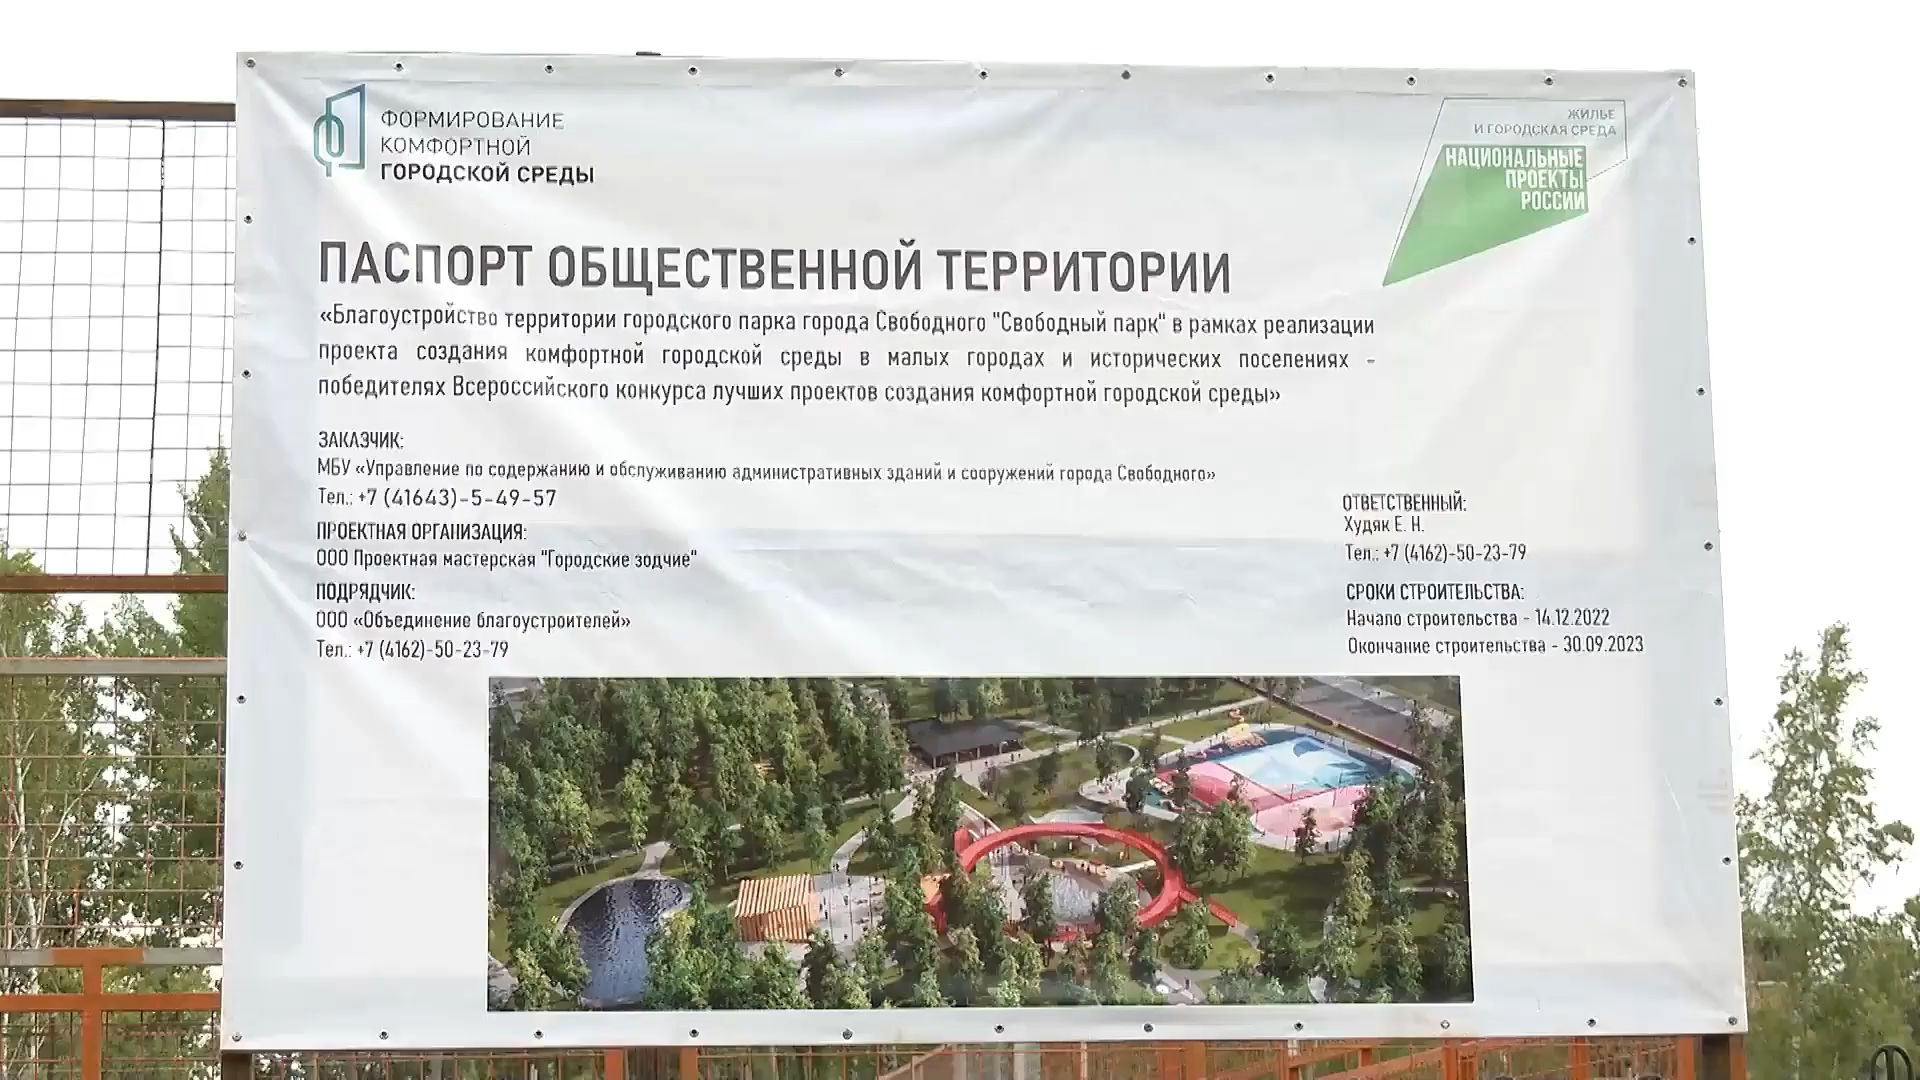 ФОРМИРОВАНИЕ
КОМФОРТНОЙ
ГОРОДСКОЙ СРЕДЫ
ЖИЛЬЕ
И ГОРОДСКАЯ СРЕДА
НАЦИОНАЛЬНЫЕ
ПРОЕКТЫ
РОССИИ
ПАСПОРТ ОБЩЕСТВЕННОЙ ТЕРРИТОРИИ
«Благоустройство территории городского парка города Свободного "Свободный парк" в рамках реализации
проекта создания комфортной городской среды в малых городах и исторических поселениях -
победителях Всероссийского конкурса лучших проектов создания комфортной городской среды»
ЗАКАЗЧИК:
МБУ «Управление по содержанию и обслуживанию административных зданий и сооружений города Свободного»
Тел.: +7 (41643)-5-49-57
ПРОЕКТНАЯ ОРГАНИЗАЦИЯ:
ООО Проектная мастерская "Городские зодчие"
ПОДРЯДЧИК:
ООО «Объединение благоустроителей»
Тел.: +7 (4162)-50-23-79
ОТВЕТСТВЕННЫЙ:
Худяк Е. Н.
Тел.: +7 (4162)-50-23-79
СРОКИ СТРОИТЕЛЬСТВА:
Начало строительства - 14.12.2022
Окончание строительства - 30.09.2023